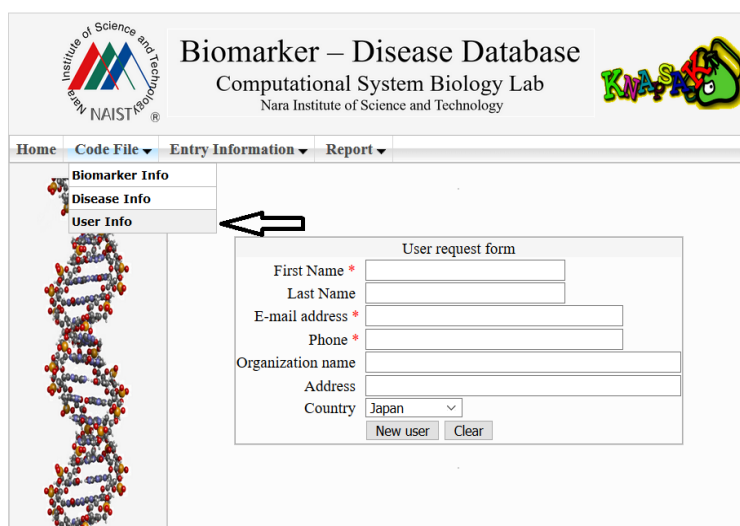 Nara Institute of Science and Technology
NAIST ®
Biomarker – Disease Database
Computational System Biology Lab
Nara Institute of Science and Technology
KNApSAcK
Home Code File Entry Information Report
Biomarker Info
Disease Info
User Info
User request form
First Name *
Last Name
E-mail address *
Phone *
Organization name
Address
Country Japan
New user Clear